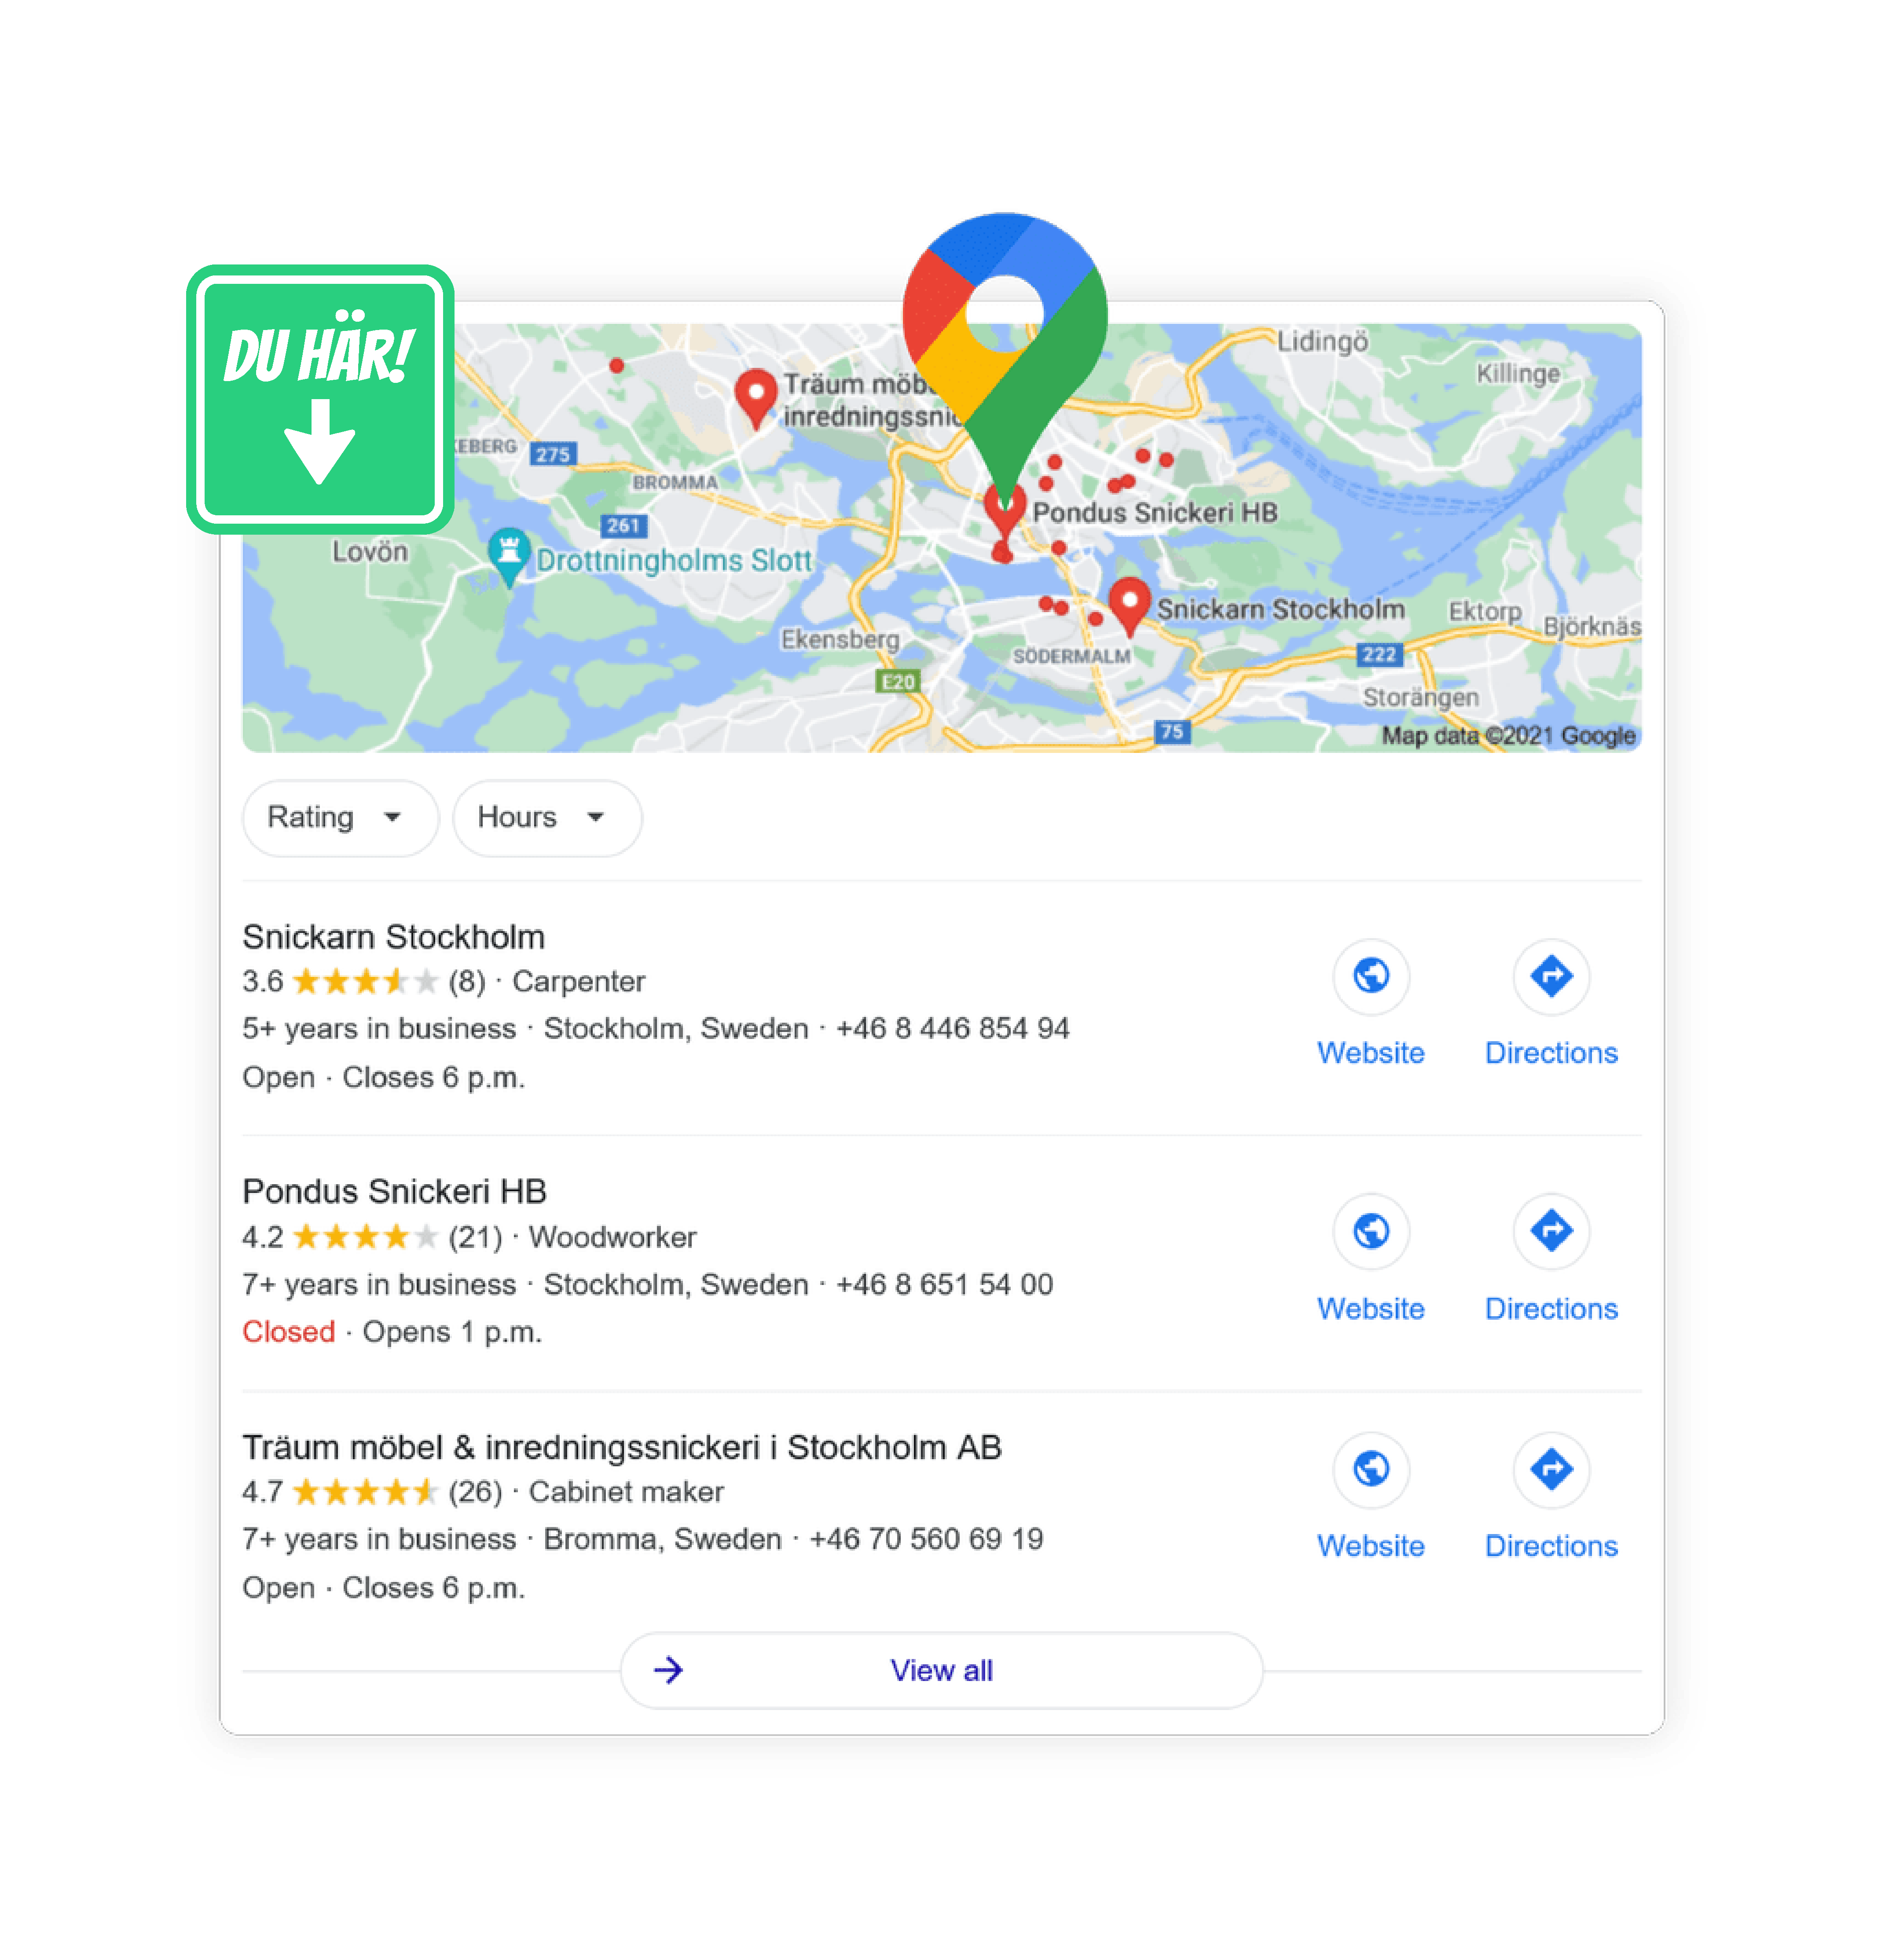 DU HÄR!
Lidingö
Killinge
Träum möb
inredningssni
KEBERG
275
BROMMA
261
Pondus Snickeri HB
Lovön
Drottningholms Slott
Snickarn Stockholm
Ektorp
Björknäs
Ekensberg
SÖDERMALM
222
E20
Storängen
75
Map data ©2021 Google
Rating
Hours
Snickarn Stockholm
3.6 (8) · Carpenter
5+ years in business · Stockholm, Sweden · +46 8 446 854 94
Open · Closes 6 p.m.
Website
Directions
Pondus Snickeri HB
4.2 (21) · Woodworker
7+ years in business · Stockholm, Sweden · +46 8 651 54 00
Closed · Opens 1 p.m.
Website
Directions
Träum möbel & inredningssnickeri i Stockholm AB
4.7 (26) · Cabinet maker
7+ years in business · Bromma, Sweden · +46 70 560 69 19
Open · Closes 6 p.m.
Website
Directions
View all